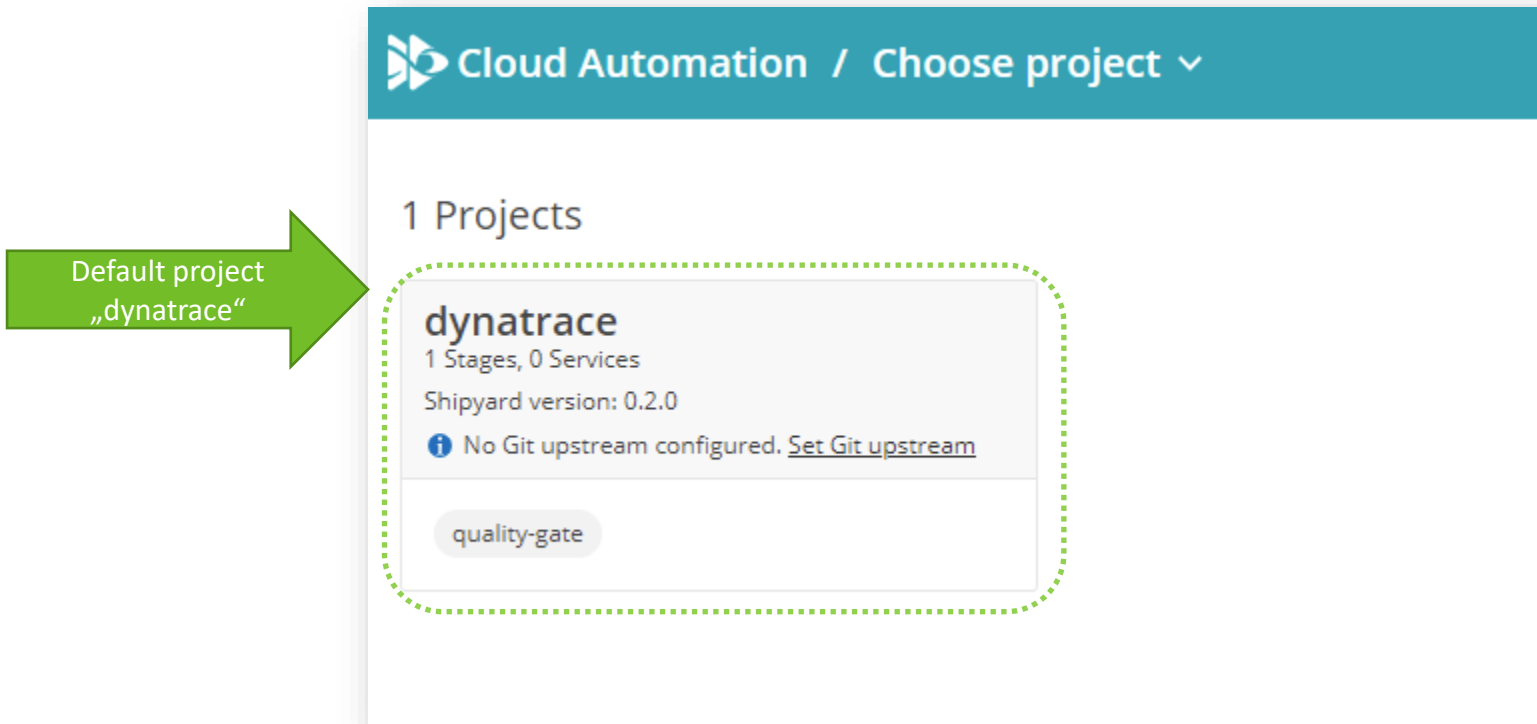 Cloud Automation / Choose project
1 Projects
Default project
„dynatrace“
dynatrace
1 Stages, 0 Services
Shipyard version: 0.2.0
No Git upstream configured. Set Git upstream
quality-gate